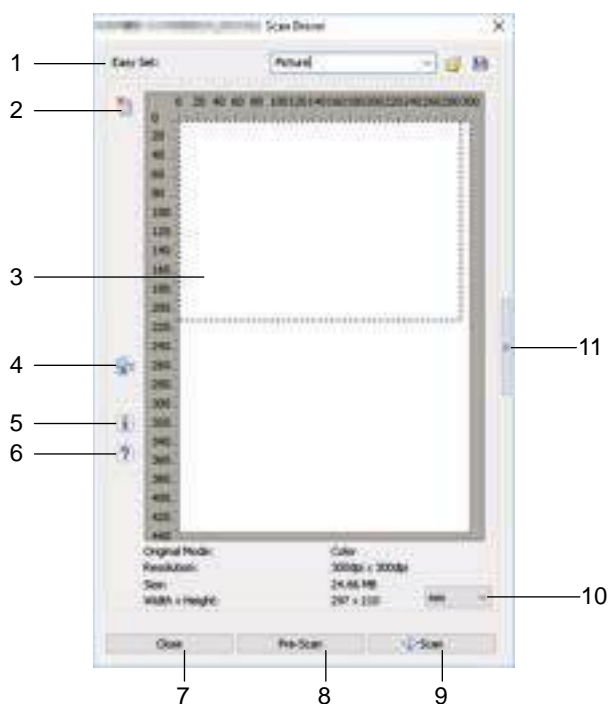 Scan Driver
1 Easy Set: Picture
2
0 20 40 60 80 100 120 140 160 180 200 220 240 260 280 300
0
20
40
60
80
100
120
140
3 160
180
200
220
240 11
4 260
280
300
5 320
340
6 360
380
400
420
440
Original Mode: Color
Resolution: 300dpi x 300dpi
Size: 24.66 MB
Width x Height: 297 x 210 mm 10
Close Pre-Scan Scan
7 8 9